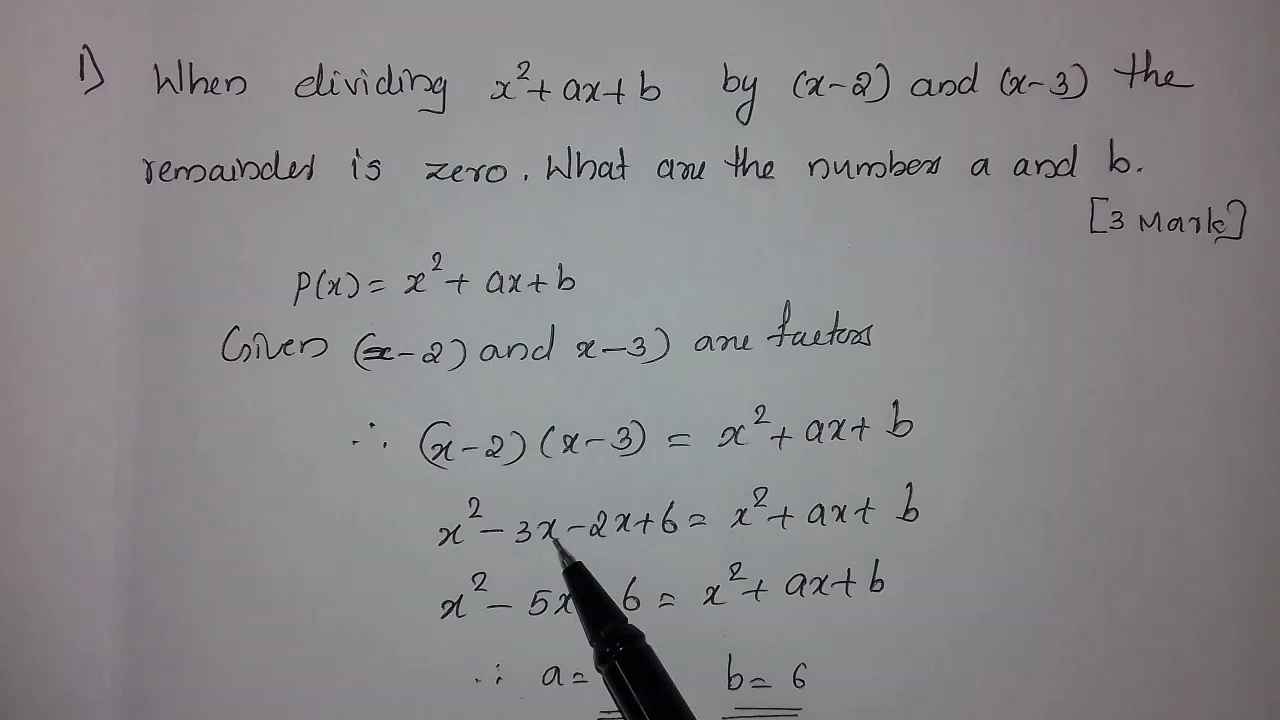 1) When dividing x²+ ax+ b by (x-2) and (x-3) the
remainder is zero. What are the numbers a and b.
[3 Mark]
P(x) = x² + ax+b
Given (x-2) and x-3) are factors
∴ (x-2) (x-3) = x²+ ax+ b
x² - 3x -2x+6= x²+ ax+ b
x² - 5x 6 = x²+ ax+b
∴ a= b= 6